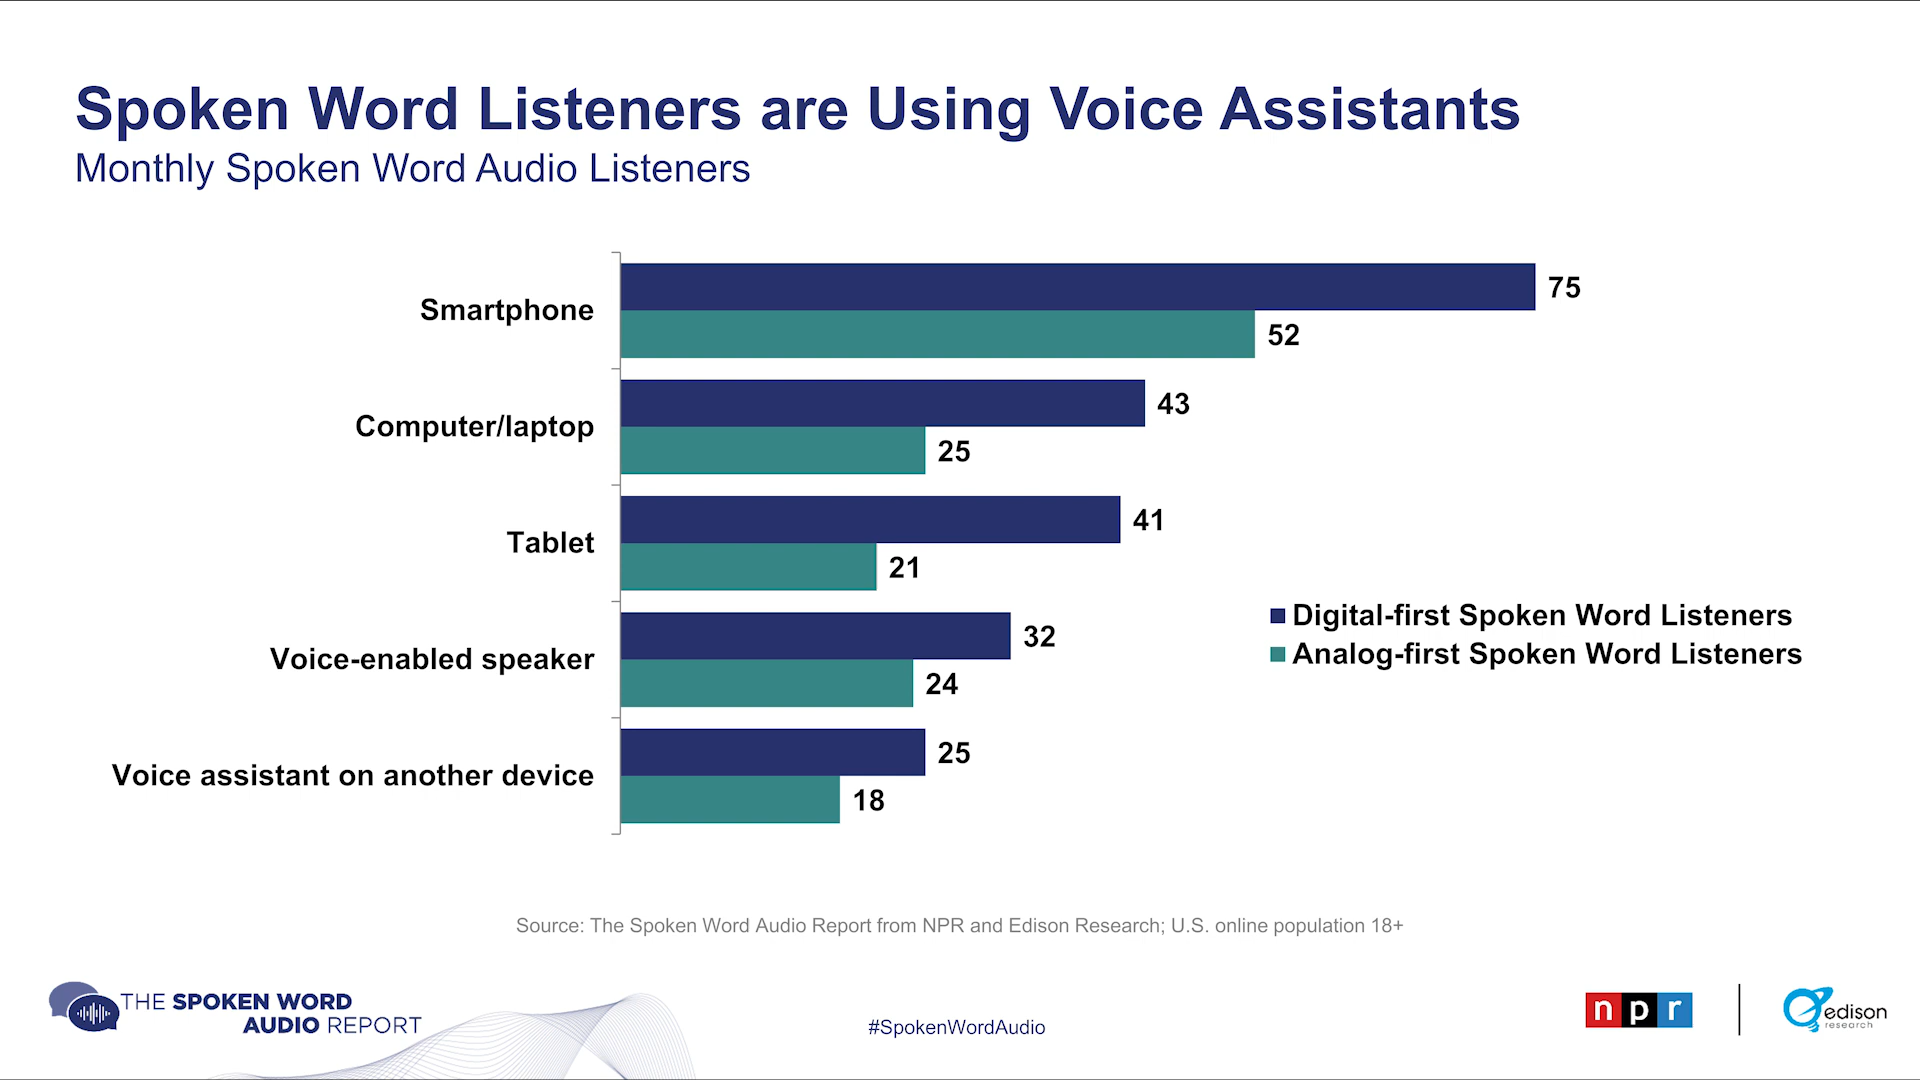 Spoken Word Listeners are Using Voice Assistants
Monthly Spoken Word Audio Listeners
Smartphone
75
52
Computer/laptop
43
25
Tablet
41
21
Voice-enabled speaker
32
24
Voice assistant on another device
25
18
Digital-first Spoken Word Listeners
Analog-first Spoken Word Listeners
Source: The Spoken Word Audio Report from NPR and Edison Research; U.S. online population 18+
THE SPOKEN WORD
AUDIO REPORT
#SpokenWordAudio
npr
edison
research